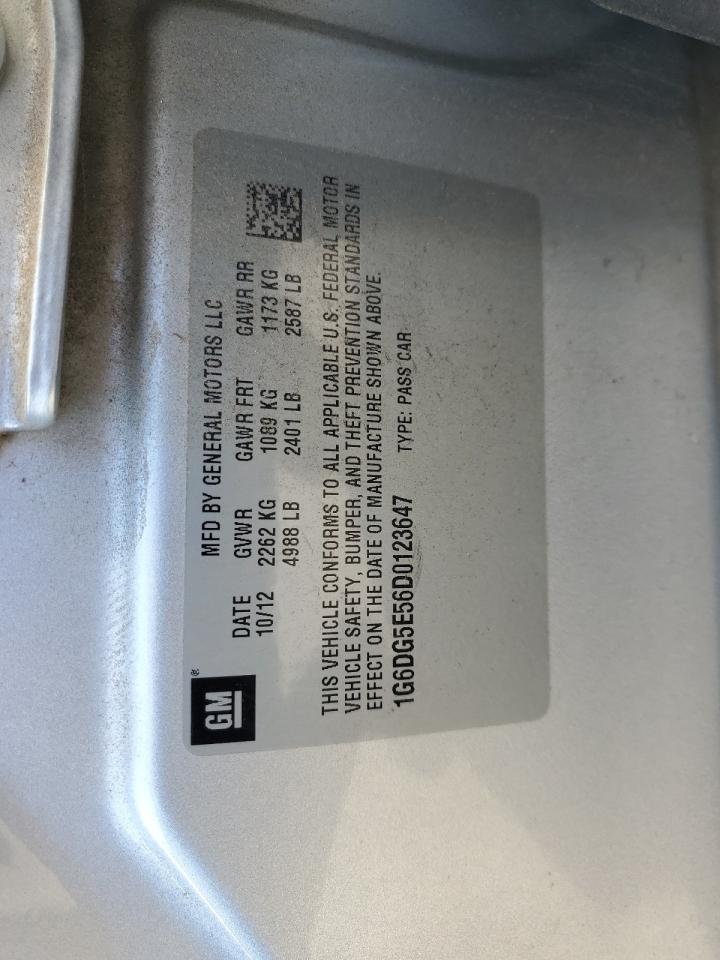 GM®
MFD BY GENERAL MOTORS LLC
DATE GVWR GAWR FRT GAWR RR
10/12 2262 KG 1089 KG 1173 KG
4988 LB 2401 LB 2587 LB
THIS VEHICLE CONFORMS TO ALL APPLICABLE U.S. FEDERAL MOTOR
VEHICLE SAFETY, BUMPER, AND THEFT PREVENTION STANDARDS IN
EFFECT ON THE DATE OF MANUFACTURE SHOWN ABOVE.
1G6DG5E56D0123647 TYPE: PASS CAR